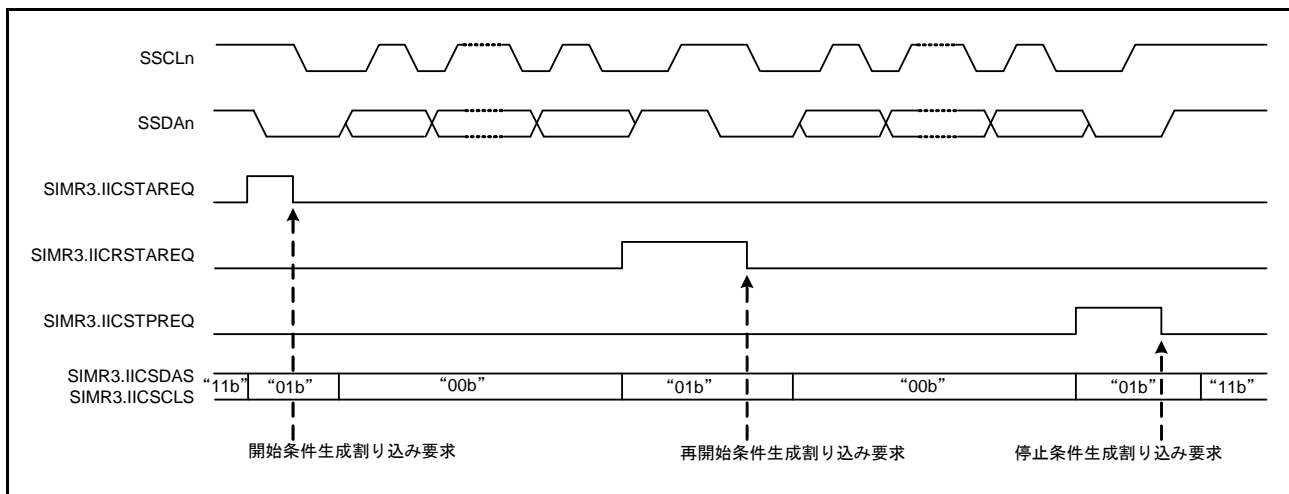 SSCLn
SSDAn
SIMR3.IICSTAREQ
SIMR3.IICRSTAREQ
SIMR3.IICSTPREQ
SIMR3.IICSDAS
SIMR3.IICSCLS
“11b” “01b” “00b” “01b” “00b” “01b” “11b”
開始条件生成割り込み要求 再開始条件生成割り込み要求 停止条件生成割り込み要求